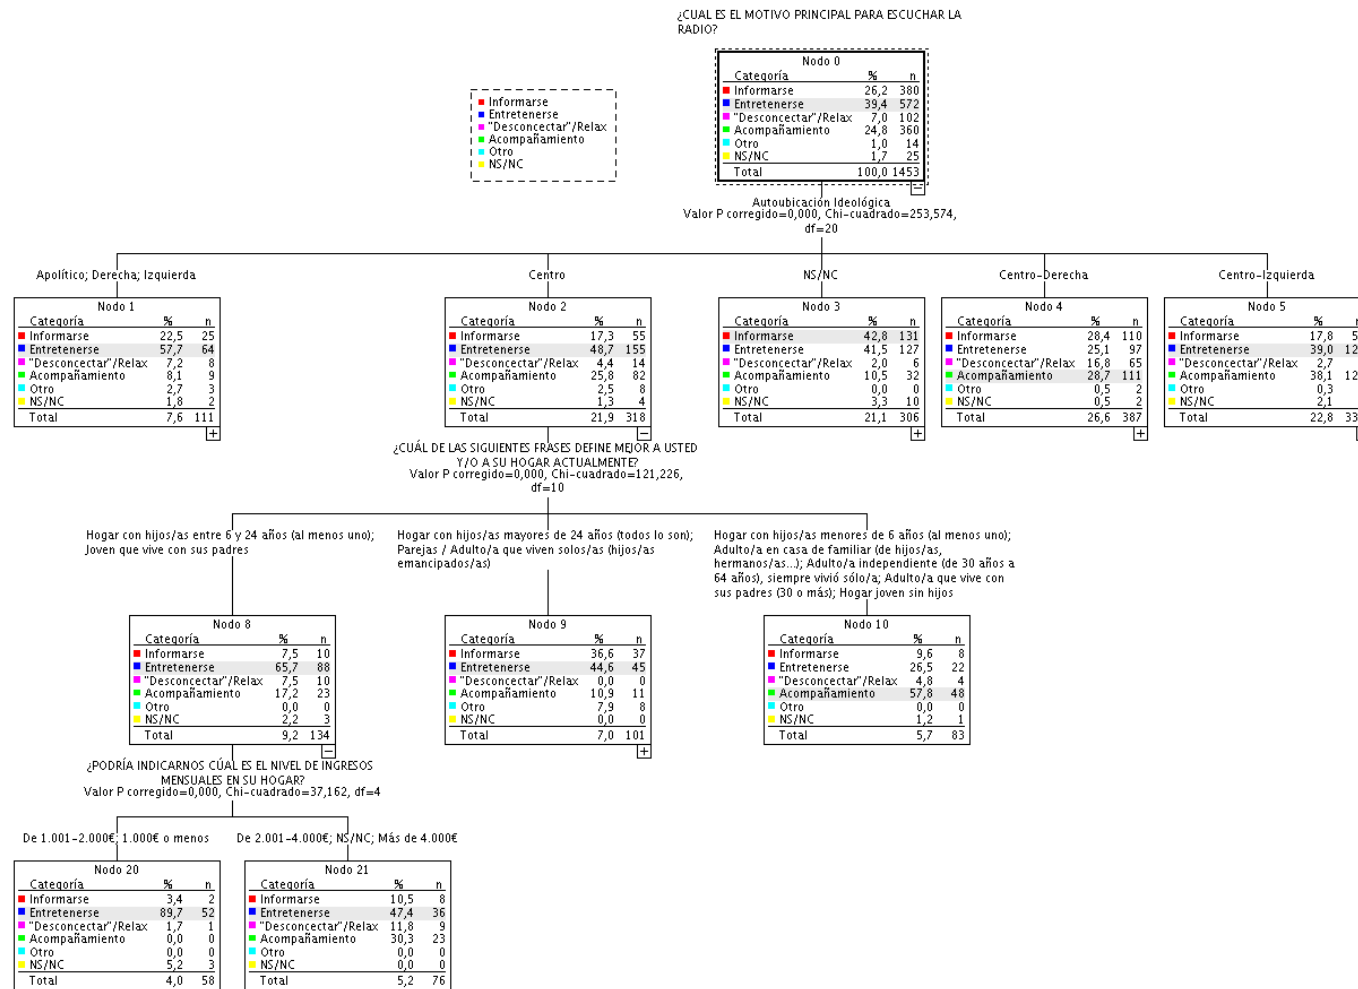 ¿CUAL ES EL MOTIVO PRINCIPAL PARA ESCUCHAR LA
RADIO?
Informarse
Entretenerse
"Desconcectar"/Relax
Acompañamiento
Otro
NS/NC
Nodo 0
Categoría % n
Informarse 26,2 380
Entretenerse 39,4 572
"Desconcectar"/Relax 7,0 102
Acompañamiento 24,8 360
Otro 1,0 14
NS/NC 1,7 25
Total 100,0 1453
Autoubicación Ideológica
Valor P corregido=0,000, Chi-cuadrado=253,574,
df=20
Apolítico; Derecha; Izquierda
Nodo 1
Categoría % n
Informarse 22,5 25
Entretenerse 57,7 64
"Desconcectar"/Relax 7,2 8
Acompañamiento 8,1 9
Otro 2,7 3
NS/NC 1,8 2
Total 7,6 111
Centro
Nodo 2
Categoría % n
Informarse 17,3 55
Entretenerse 48,7 155
"Desconcectar"/Relax 4,4 14
Acompañamiento 25,8 82
Otro 2,5 8
NS/NC 1,3 4
Total 21,9 318
NS/NC
Nodo 3
Categoría % n
Informarse 42,8 131
Entretenerse 41,5 127
"Desconcectar"/Relax 2,0 6
Acompañamiento 10,5 32
Otro 0,0 0
NS/NC 3,3 10
Total 21,1 306
Centro-Derecha
Nodo 4
Categoría % n
Informarse 28,4 110
Entretenerse 25,1 97
"Desconcectar"/Relax 16,8 65
Acompañamiento 28,7 111
Otro 0,5 2
NS/NC 0,5 2
Total 26,6 387
Centro-Izquierda
Nodo 5
Categoría %
Informarse 17,8
Entretenerse 39,0
"Desconcectar"/Relax 2,7
Acompañamiento 38,1
Otro 0,3
NS/NC 2,1
Total 22,8
¿CUÁL DE LAS SIGUIENTES FRASES DEFINE MEJOR A USTED
Y/O A SU HOGAR ACTUALMENTE?
Valor P corregido=0,000, Chi-cuadrado=121,226,
df=10
Hogar con hijos/as entre 6 y 24 años (al menos uno);
Joven que vive con sus padres
Nodo 8
Categoría % n
Informarse 7,5 10
Entretenerse 65,7 88
"Desconcectar"/Relax 7,5 10
Acompañamiento 17,2 23
Otro 0,0 0
NS/NC 2,2 3
Total 9,2 134
Hogar con hijos/as mayores de 24 años (todos lo son);
Parejas / Adulto/a que viven solos/as (hijos/as
emancipados/as)
Nodo 9
Categoría % n
Informarse 36,6 37
Entretenerse 44,6 45
"Desconcectar"/Relax 0,0 0
Acompañamiento 10,9 11
Otro 7,9 8
NS/NC 0,0 0
Total 7,0 101
Hogar con hijos/as menores de 6 años (al menos uno);
Adulto/a en casa de familiar (de hijos/as,
hermanos/as...); Adulto/a independiente (de 30 años a
64 años), siempre vivió sólo/a; Adulto/a que vive con
sus padres (30 o más); Hogar joven sin hijos
Nodo 10
Categoría % n
Informarse 9,6 8
Entretenerse 26,5 22
"Desconcectar"/Relax 4,8 4
Acompañamiento 57,8 48
Otro 0,0 0
NS/NC 1,2 1
Total 5,7 83
¿PODRÍA INDICARNOS CÚAL ES EL NIVEL DE INGRESOS
MENSUALES EN SU HOGAR?
Valor P corregido=0,000, Chi-cuadrado=37,162, df=4
De 1.001-2.000€; 1.000€ o menos
Nodo 20
Categoría % n
Informarse 3,4 2
Entretenerse 89,7 52
"Desconcectar"/Relax 1,7 1
Acompañamiento 0,0 0
Otro 0,0 0
NS/NC 5,2 3
Total 4,0 58
De 2.001-4.000€; NS/NC; Más de 4.000€
Nodo 21
Categoría % n
Informarse 10,5 8
Entretenerse 47,4 36
"Desconcectar"/Relax 11,8 9
Acompañamiento 30,3 23
Otro 0,0 0
NS/NC 0,0 0
Total 5,2 76